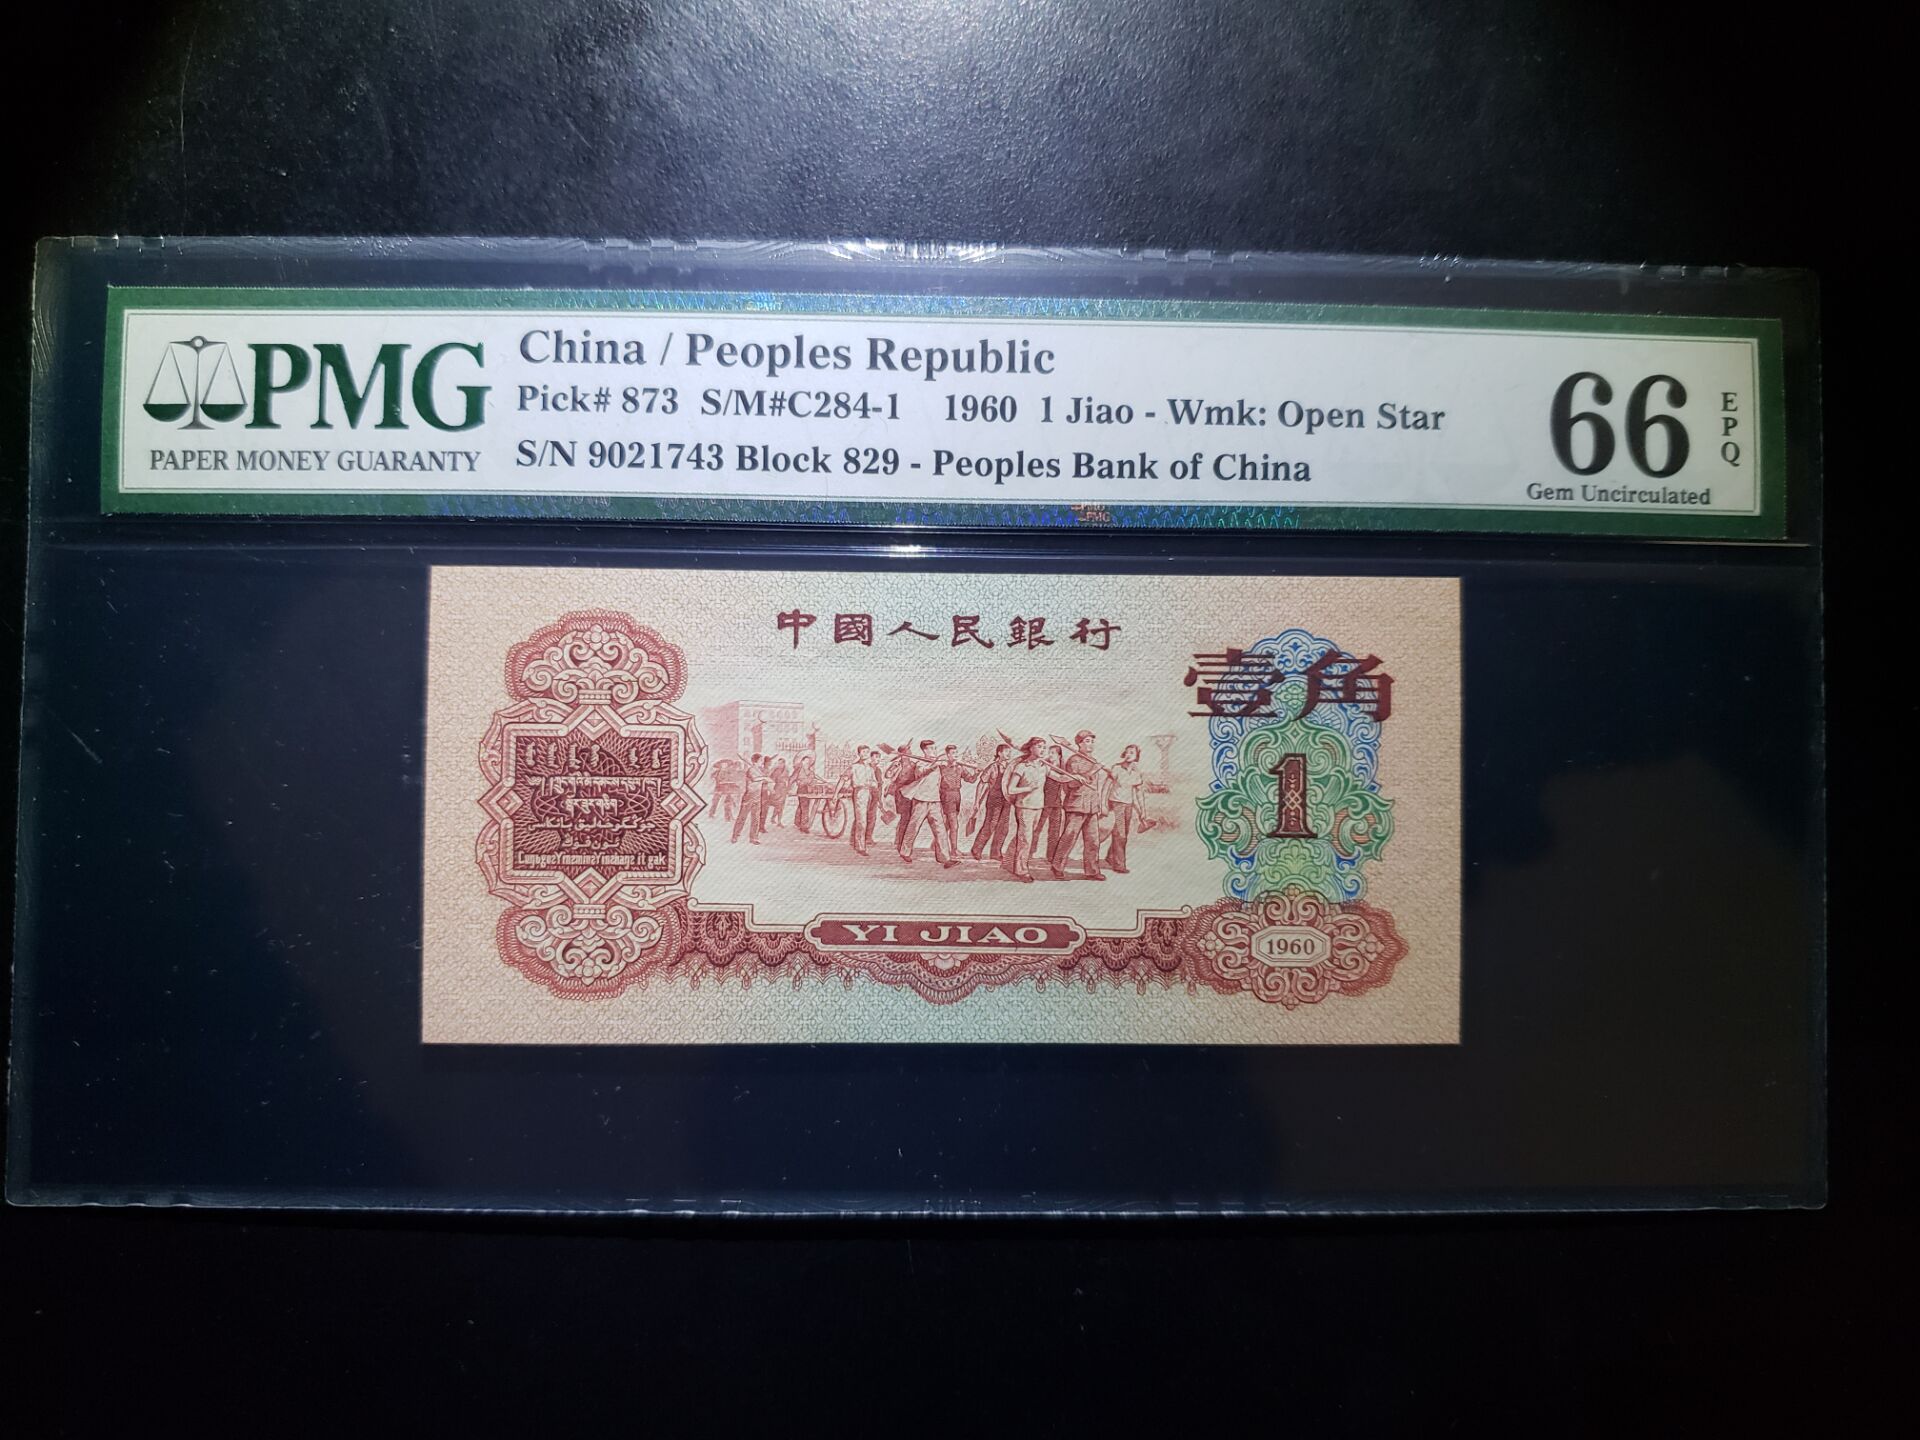 PMG
PAPER MONEY GUARANTY
China / Peoples Republic
Pick# 873 S/M#C284-1 1960 1 Jiao - Wmk: Open Star
S/N 9021743 Block 829 - Peoples Bank of China
66
EPQ
Gem Uncirculated
中國人民銀行
壹角
1
YI JIAO
1960